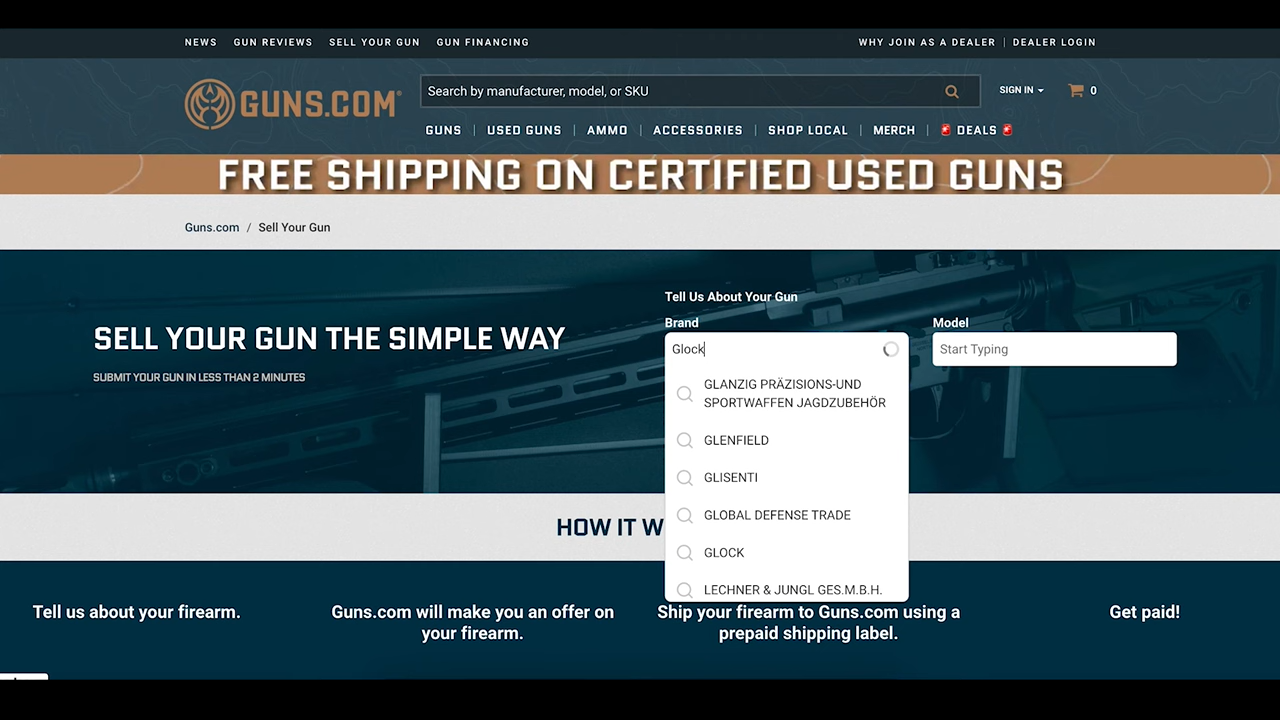 NEWS GUN REVIEWS SELL YOUR GUN GUN FINANCING WHY JOIN AS A DEALER | DEALER LOGIN
GUNS.COM®
Search by manufacturer, model, or SKU
SIGN IN
0
GUNS | USED GUNS | AMMO | ACCESSORIES | SHOP LOCAL | MERCH | 🚨 DEALS 🚨
FREE SHIPPING ON CERTIFIED USED GUNS
Guns.com / Sell Your Gun
SELL YOUR GUN THE SIMPLE WAY
SUBMIT YOUR GUN IN LESS THAN 2 MINUTES
Tell Us About Your Gun
Brand
Glock
GLANZIG PRÄZISIONS-UND
SPORTWAFFEN JAGDZUBEHÖR
GLENFIELD
GLISENTI
GLOBAL DEFENSE TRADE
GLOCK
LECHNER & JUNGL GES.M.B.H.
Model
Start Typing
HOW IT W
Tell us about your firearm.
Guns.com will make you an offer on
your firearm.
Ship your firearm to Guns.com using a
prepaid shipping label.
Get paid!